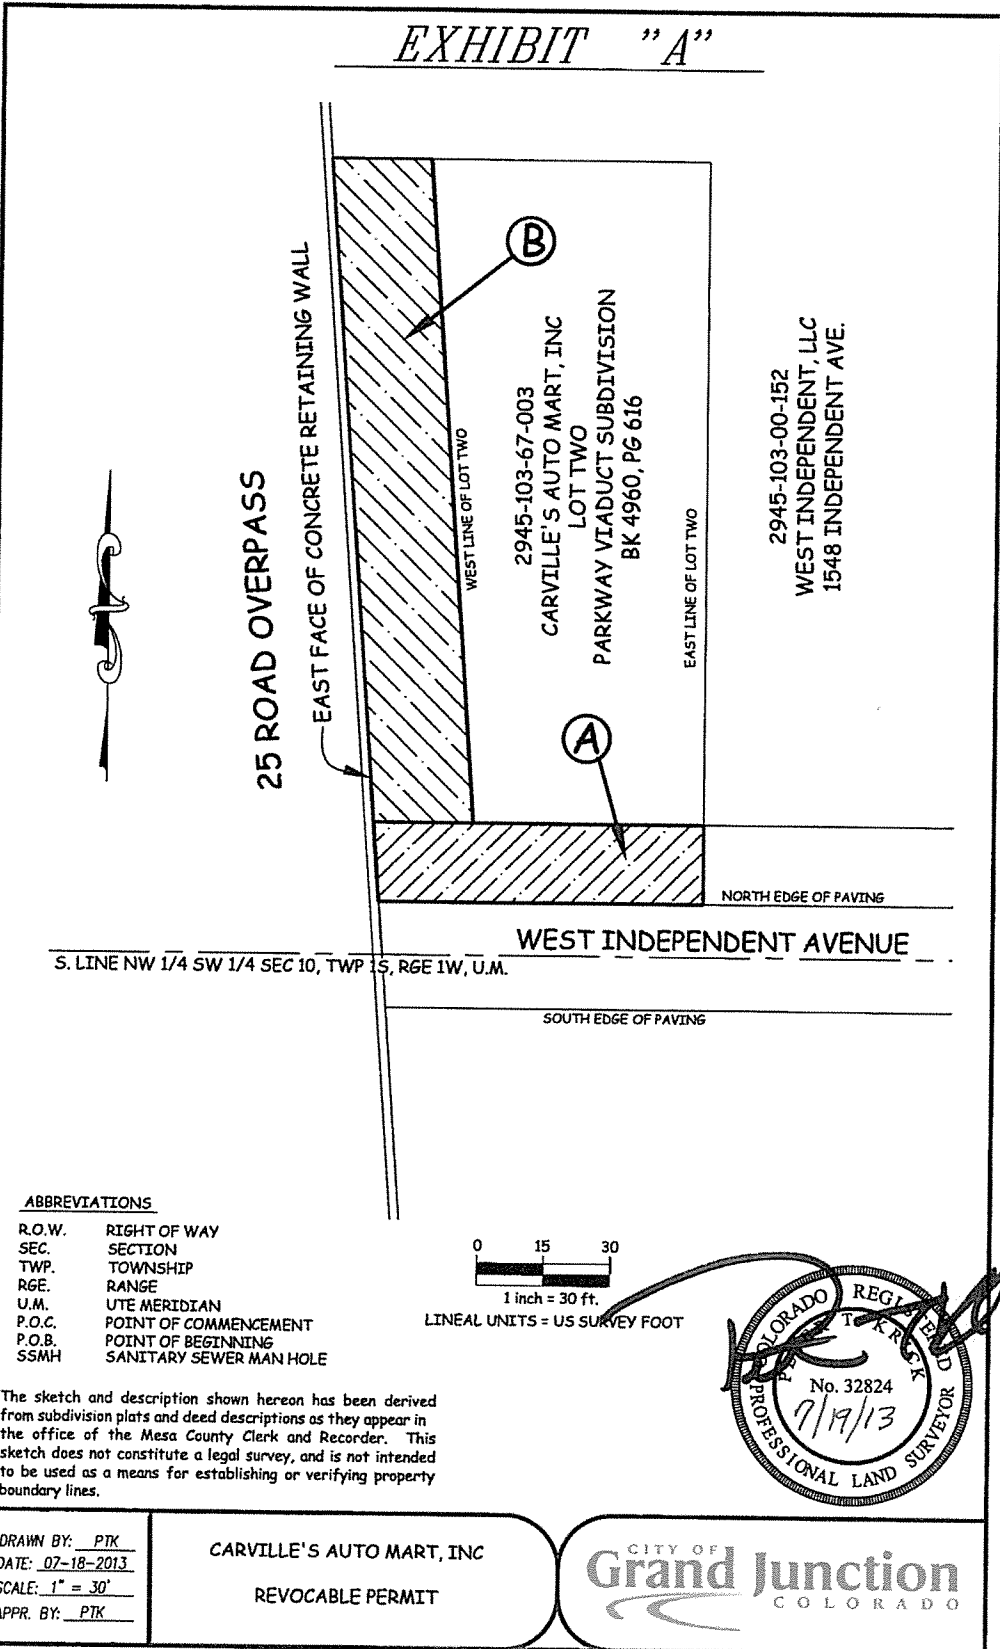 EXHIBIT "A"
B
25 ROAD OVERPASS
EAST FACE OF CONCRETE RETAINING WALL
WEST LINE OF LOT TWO
2945-103-67-003
CARVILLE'S AUTO MART, INC
LOT TWO
PARKWAY VIADUCT SUBDIVISION
BK 4960, PG 616
EAST LINE OF LOT TWO
2945-103-00-152
WEST INDEPENDENT, LLC
1548 INDEPENDENT AVE.
A
NORTH EDGE OF PAVING
WEST INDEPENDENT AVENUE
S. LINE NW 1/4 SW 1/4 SEC 10, TWP 1S, RGE 1W, U.M.
SOUTH EDGE OF PAVING
ABBREVIATIONS
R.O.W. RIGHT OF WAY
SEC. SECTION
TWP. TOWNSHIP
RGE. RANGE
U.M. UTE MERIDIAN
P.O.C. POINT OF COMMENCEMENT
P.O.B. POINT OF BEGINNING
SSMH SANITARY SEWER MAN HOLE
0 15 30
1 inch = 30 ft.
LINEAL UNITS = US SURVEY FOOT
COLORADO REGISTERED
T. KRICK
No. 32824
7/19/13
PROFESSIONAL LAND SURVEYOR
The sketch and description shown hereon has been derived
from subdivision plats and deed descriptions as they appear in
the office of the Mesa County Clerk and Recorder. This
sketch does not constitute a legal survey, and is not intended
to be used as a means for establishing or verifying property
boundary lines.
DRAWN BY: PTK
DATE: 07-18-2013
SCALE: 1" = 30'
APPR. BY: PTK
CARVILLE'S AUTO MART, INC
REVOCABLE PERMIT
CITY OF
Grand Junction
COLORADO